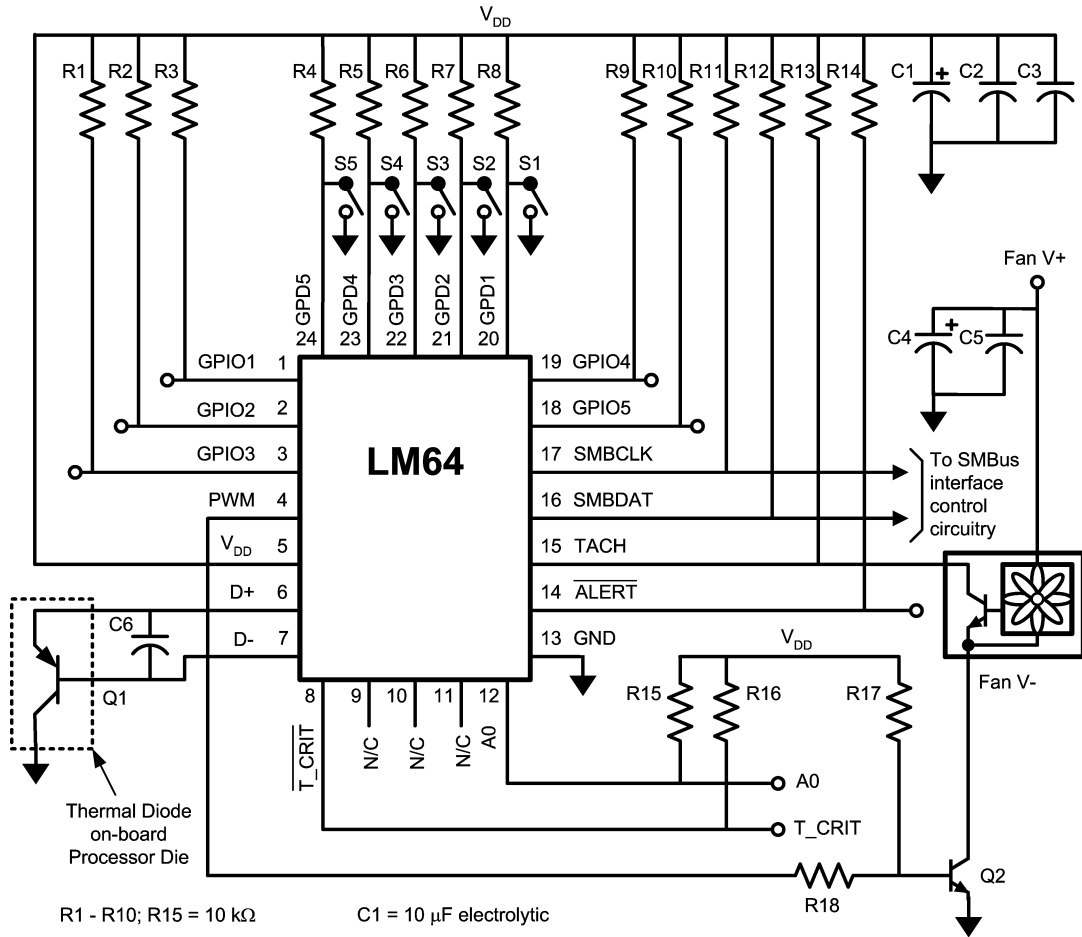 V_DD
R1 R2 R3 R4 R5 R6 R7 R8 R9 R10 R11 R12 R13 R14 C1 + C2 C3
S5 S4 S3 S2 S1
Fan V+
GPD5 GPD4 GPD3 GPD2 GPD1
24 23 22 21 20
C4 + C5
GPIO1 1 19 GPIO4
GPIO2 2 18 GPIO5
GPIO3 3 17 SMBCLK
LM64
To SMBus
interface
control
circuitry
PWM 4 16 SMBDAT
V_DD 5 15 TACH
D+ 6 14 ALERT
D- 7 13 GND
C6
Q1
V_DD
Fan V-
8 9 10 11 12
T_CRIT N/C N/C N/C A0
R15 R16 R17
A0
T_CRIT
Thermal Diode
on-board
Processor Die
R18
Q2
R1 - R10; R15 = 10 kΩ
C1 = 10 μF electrolytic